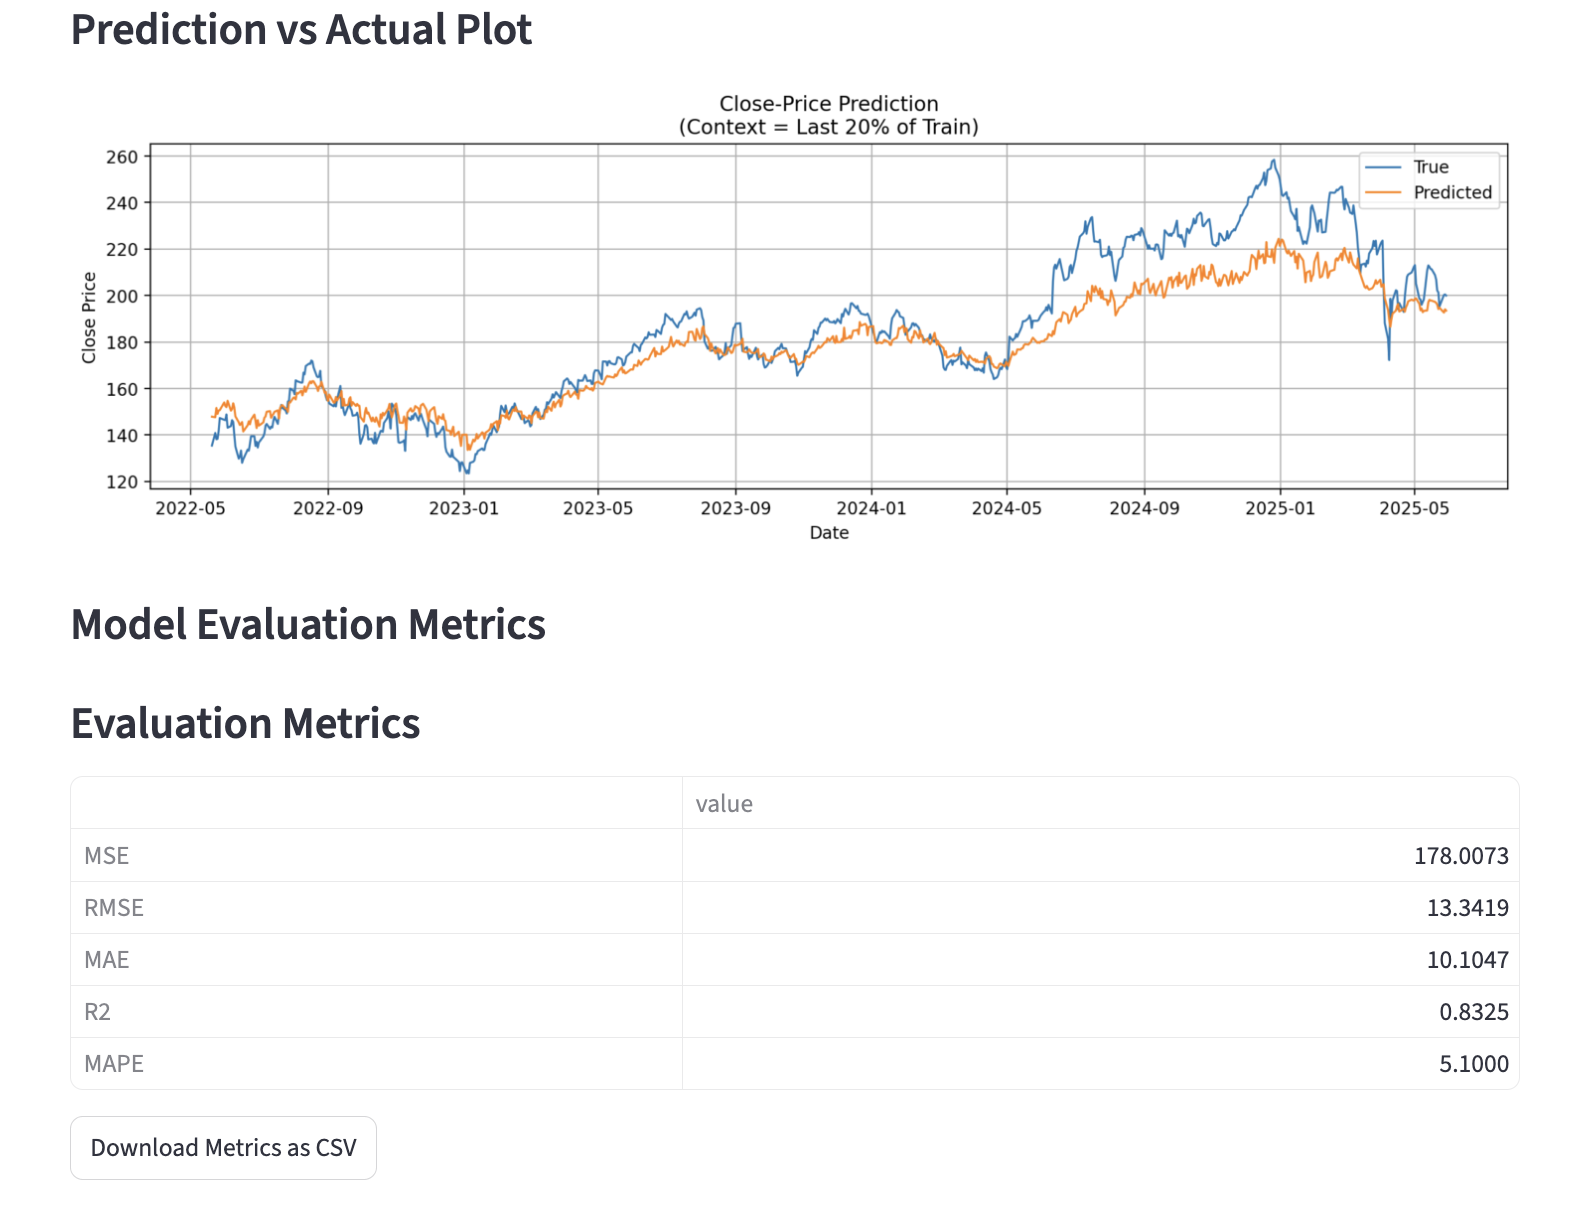 Prediction vs Actual Plot
Close-Price Prediction
(Context = Last 20% of Train)
260
240
220
200
180
160
140
120
Close Price
True
Predicted
2022-05 2022-09 2023-01 2023-05 2023-09 2024-01 2024-05 2024-09 2025-01 2025-05
Date
Model Evaluation Metrics
Evaluation Metrics
value
MSE 178.0073
RMSE 13.3419
MAE 10.1047
R2 0.8325
MAPE 5.1000
Download Metrics as CSV